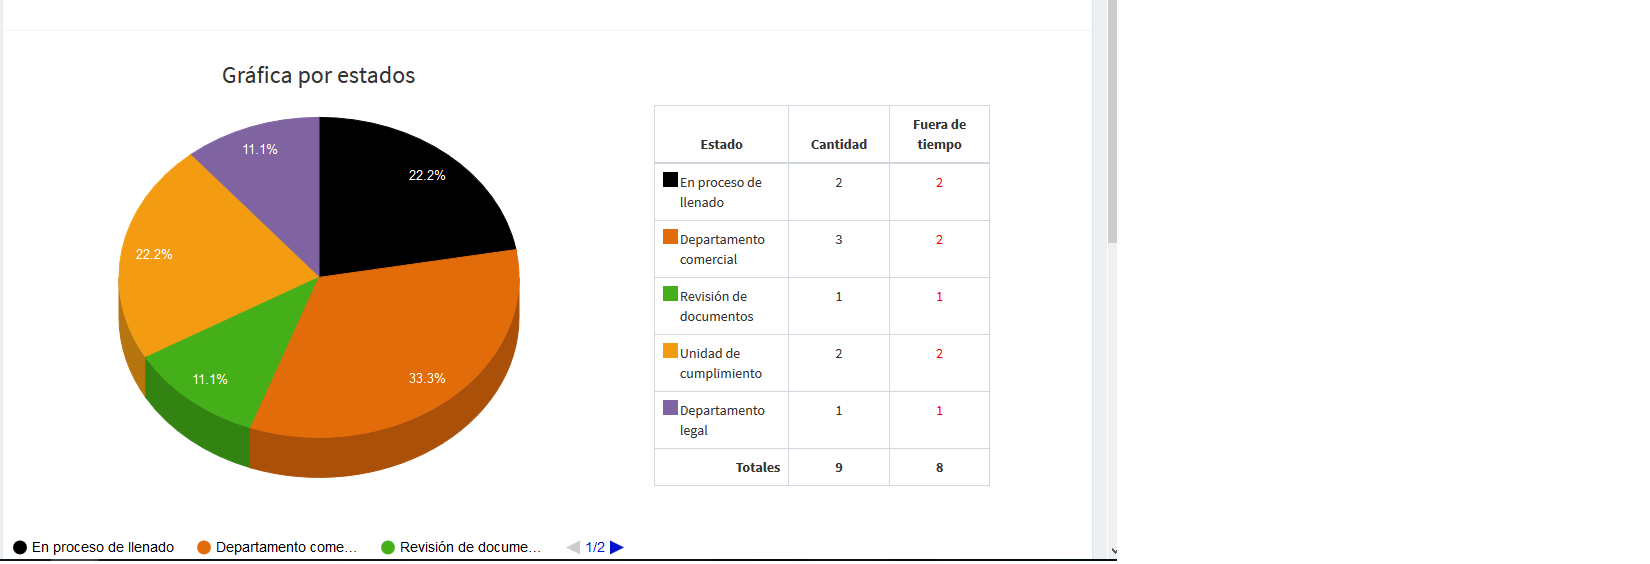 Gráfica por estados
11.1%
22.2%
22.2%
11.1%
33.3%
Estado Cantidad Fuera de tiempo
En proceso de llenado 2 2
Departamento comercial 3 2
Revisión de documentos 1 1
Unidad de cumplimiento 2 2
Departamento legal 1 1
Totales 9 8
En proceso de llenado Departamento come... Revisión de docume... 1/2